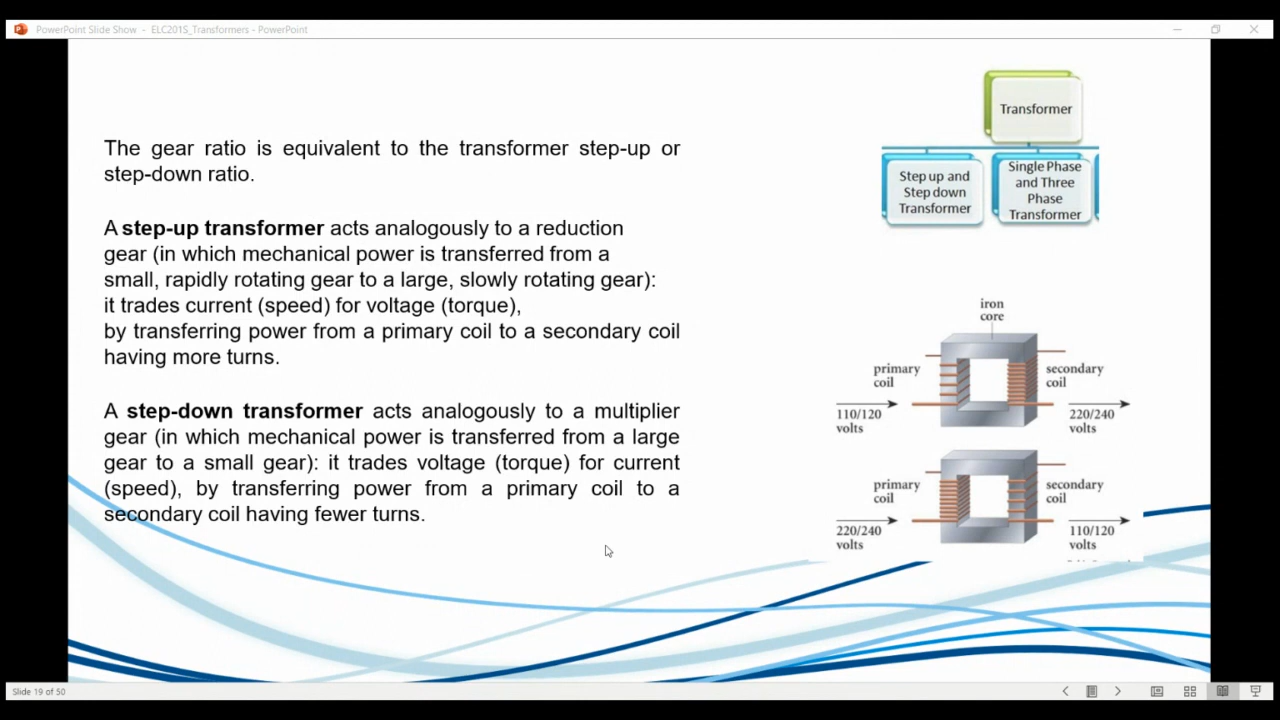 PowerPoint Slide Show - ELC201S_Transformers - PowerPoint
The gear ratio is equivalent to the transformer step-up or
step-down ratio.
A step-up transformer acts analogously to a reduction
gear (in which mechanical power is transferred from a
small, rapidly rotating gear to a large, slowly rotating gear):
it trades current (speed) for voltage (torque),
by transferring power from a primary coil to a secondary coil
having more turns.
A step-down transformer acts analogously to a multiplier
gear (in which mechanical power is transferred from a large
gear to a small gear): it trades voltage (torque) for current
(speed), by transferring power from a primary coil to a
secondary coil having fewer turns.
Transformer
Step up and
Step down
Transformer
Single Phase
and Three
Phase
Transformer
iron
core
primary
coil
secondary
coil
110/120
volts
220/240
volts
primary
coil
secondary
coil
220/240
volts
110/120
volts
Slide 19 of 50